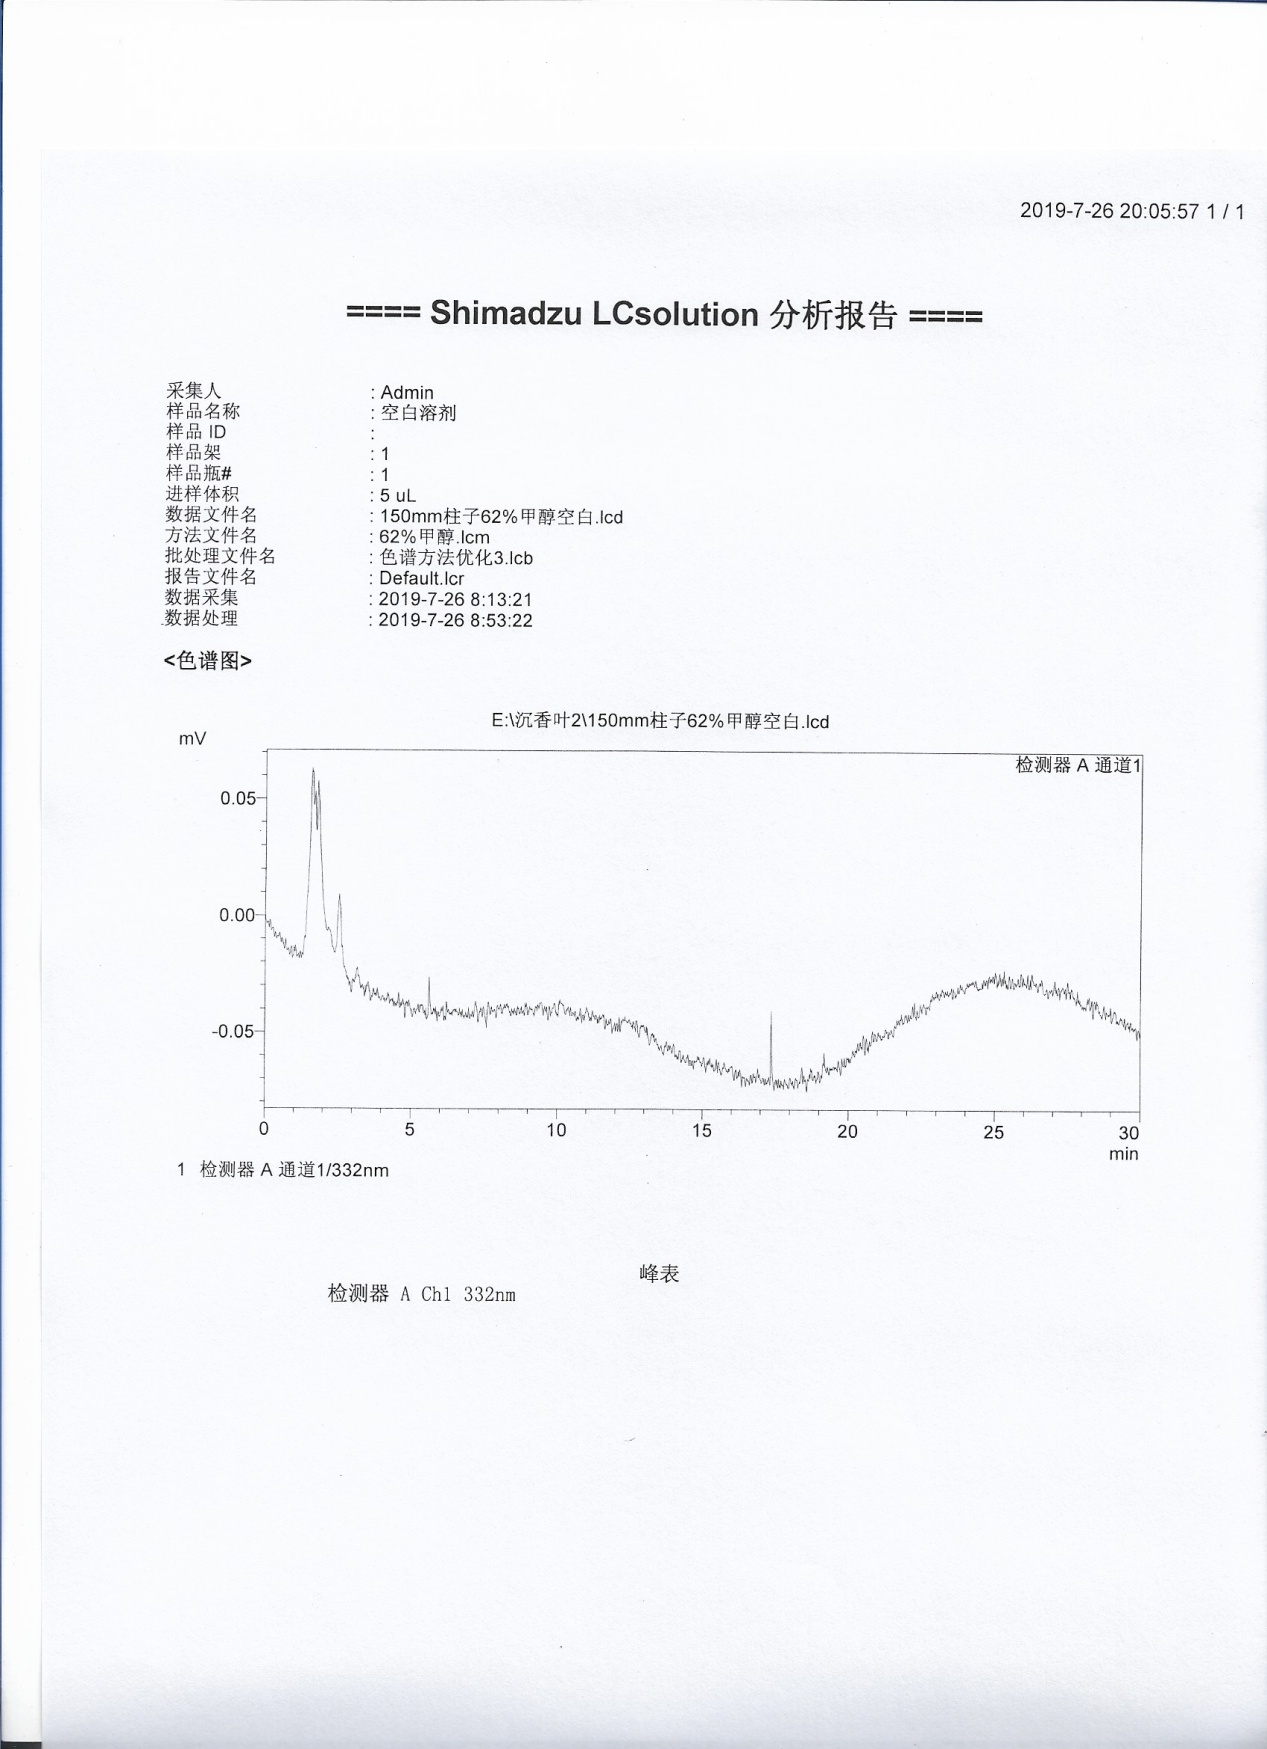 2019-7-26 20:05:57 1 / 1
==== Shimadzu LCsolution 分析报告 ====
采集人 : Admin
样品名称 : 空白溶剂
样品 ID :
样品架 : 1
样品瓶# : 1
进样体积 : 5 uL
数据文件名 : 150mm柱子62%甲醇空白.lcd
方法文件名 : 62%甲醇.lcm
批处理文件名 : 色谱方法优化3.lcb
报告文件名 : Default.lcr
数据采集 : 2019-7-26 8:13:21
数据处理 : 2019-7-26 8:53:22
<色谱图>
E:\沉香叶2\150mm柱子62%甲醇空白.lcd
mV
检测器 A 通道1
0.05
0.00
-0.05
0 5 10 15 20 25 30
min
1 检测器 A 通道1/332nm
峰表
检测器 A Ch1 332nm